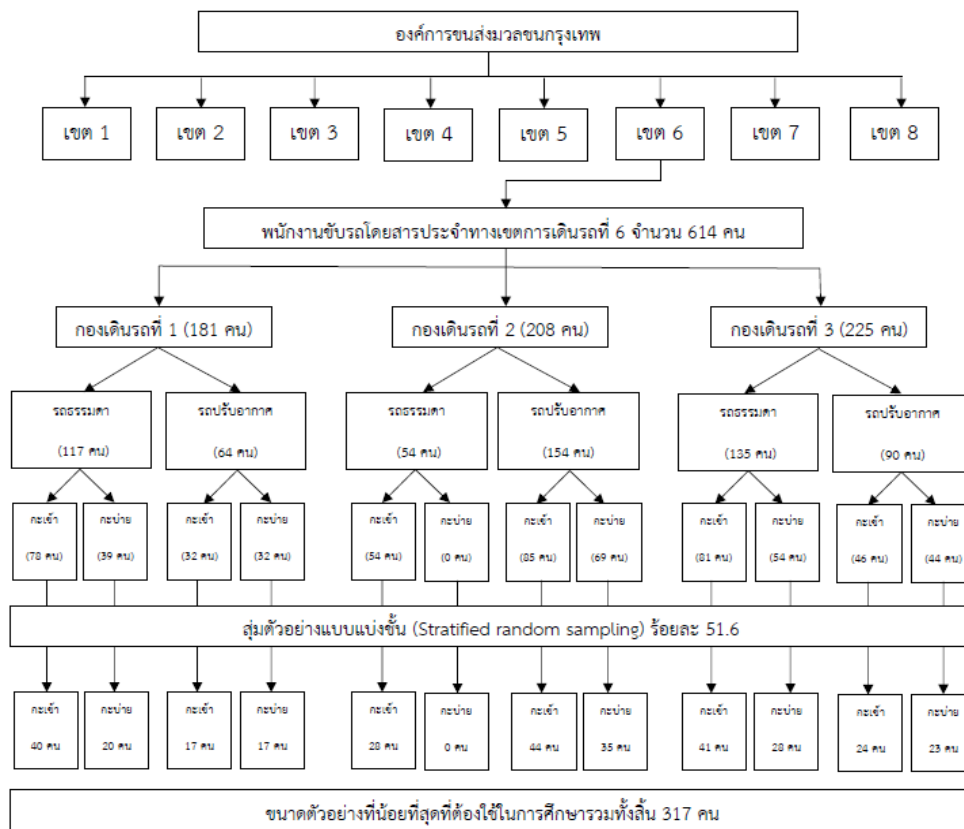 องค์การขนส่งมวลชนกรุงเทพ
เขต 1
เขต 2
เขต 3
เขต 4
เขต 5
เขต 6
เขต 7
เขต 8
พนักงานขับรถโดยสารประจำทางเขตการเดินรถที่ 6 จำนวน 614 คน
กองเดินรถที่ 1 (181 คน)
กองเดินรถที่ 2 (208 คน)
กองเดินรถที่ 3 (225 คน)
รถธรรมดา
(117 คน)
รถปรับอากาศ
(64 คน)
รถธรรมดา
(54 คน)
รถปรับอากาศ
(154 คน)
รถธรรมดา
(135 คน)
รถปรับอากาศ
(90 คน)
กะเช้า
(78 คน)
กะบ่าย
(39 คน)
กะเช้า
(32 คน)
กะบ่าย
(32 คน)
กะเช้า
(54 คน)
กะบ่าย
(0 คน)
กะเช้า
(85 คน)
กะบ่าย
(69 คน)
กะเช้า
(81 คน)
กะบ่าย
(54 คน)
กะเช้า
(46 คน)
กะบ่าย
(44 คน)
สุ่มตัวอย่างแบบแบ่งชั้น (Stratified random sampling) ร้อยละ 51.6
กะเช้า
40 คน
กะบ่าย
20 คน
กะเช้า
17 คน
กะบ่าย
17 คน
กะเช้า
28 คน
กะบ่าย
0 คน
กะเช้า
44 คน
กะบ่าย
35 คน
กะเช้า
41 คน
กะบ่าย
28 คน
กะเช้า
24 คน
กะบ่าย
23 คน
ขนาดตัวอย่างที่น้อยที่สุดที่ต้องใช้ในการศึกษารวมทั้งสิ้น 317 คน